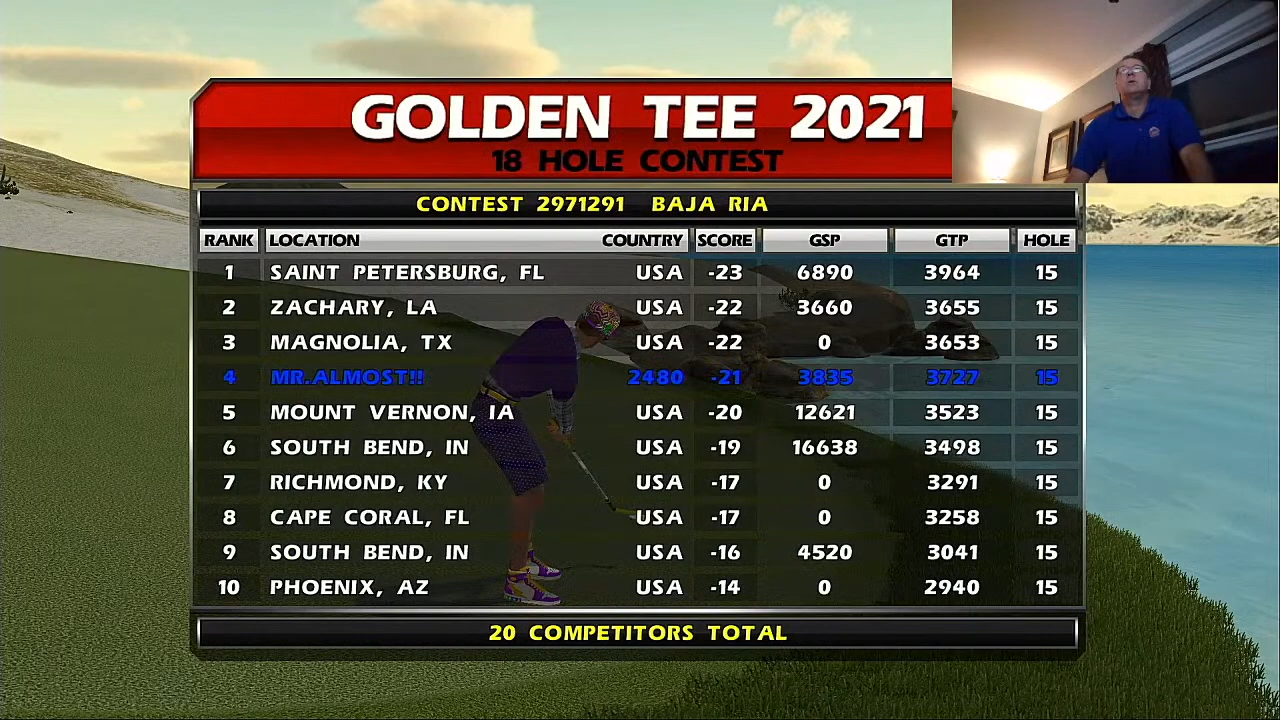 GOLDEN TEE 2021
18 HOLE CONTEST
CONTEST 2971291 BAJA RIA
RANK LOCATION COUNTRY SCORE GSP GTP HOLE
1 SAINT PETERSBURG, FL USA -23 6890 3964 15
2 ZACHARY, LA USA -22 3660 3655 15
3 MAGNOLIA, TX USA -22 0 3653 15
4 MR.ALMOST!! 2480 -21 3835 3727 15
5 MOUNT VERNON, IA USA -20 12621 3523 15
6 SOUTH BEND, IN USA -19 16638 3498 15
7 RICHMOND, KY USA -17 0 3291 15
8 CAPE CORAL, FL USA -17 0 3258 15
9 SOUTH BEND, IN USA -16 4520 3041 15
10 PHOENIX, AZ USA -14 0 2940 15
20 COMPETITORS TOTAL